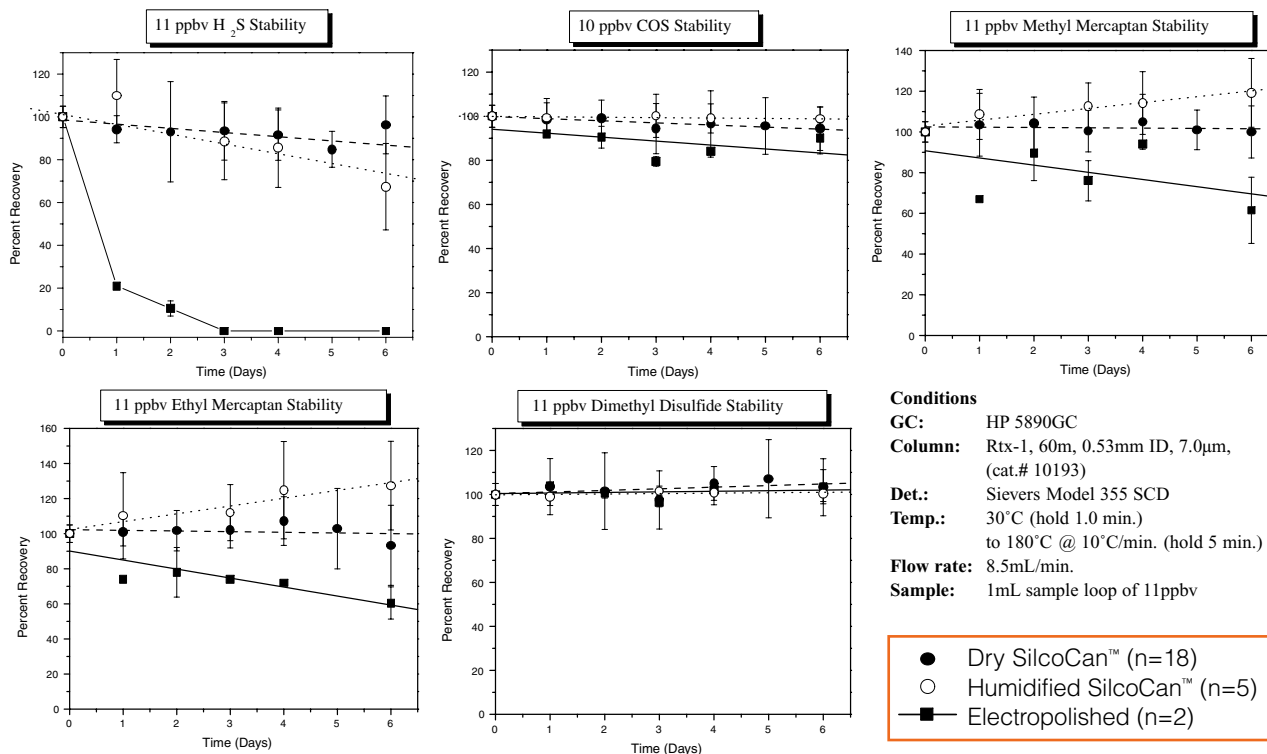 11 ppbv H 2S Stability
120
100
80
60
40
20
0
0 1 2 3 4 5 6
Percent Recovery
Time (Days)
10 ppbv COS Stability
120
100
80
60
40
20
0
0 1 2 3 4 5 6
Percent Recovery
Time (Days)
11 ppbv Methyl Mercaptan Stability
140
120
100
80
60
40
20
0
0 1 2 3 4 5 6
Percent Recovery
Time (Days)
11 ppbv Ethyl Mercaptan Stability
160
140
120
100
80
60
40
20
0
0 1 2 3 4 5 6
Percent Recovery
Time (Days)
11 ppbv Dimethyl Disulfide Stability
120
100
80
60
40
20
0
0 1 2 3 4 5 6
Percent Recovery
Time (Days)
Conditions
GC: HP 5890GC
Column: Rtx-1, 60m, 0.53mm ID, 7.0µm,
(cat.# 10193)
Det.: Sievers Model 355 SCD
Temp.: 30˚C (hold 1.0 min.)
to 180˚C @ 10˚C/min. (hold 5 min.)
Flow rate: 8.5mL/min.
Sample: 1mL sample loop of 11ppbv
Dry SilcoCan™ (n=18)
Humidified SilcoCan™ (n=5)
Electropolished (n=2)